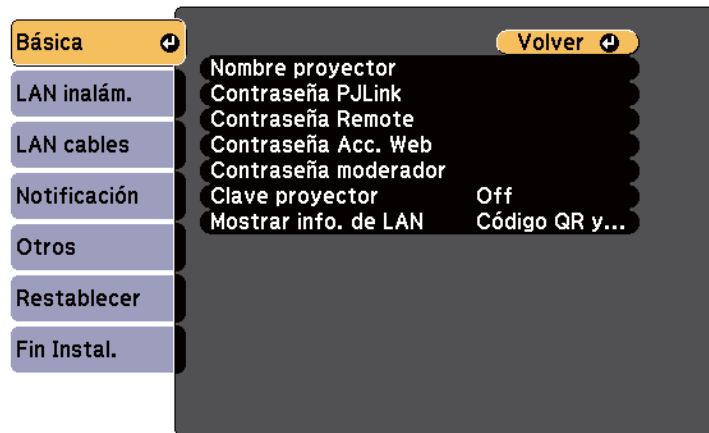 Básica
LAN inalám.
LAN cables
Notificación
Otros
Restablecer
Fin Instal.
Volver
Nombre proyector
Contraseña PJLink
Contraseña Remote
Contraseña Acc. Web
Contraseña moderador
Clave proyector Off
Mostrar info. de LAN Código QR y...